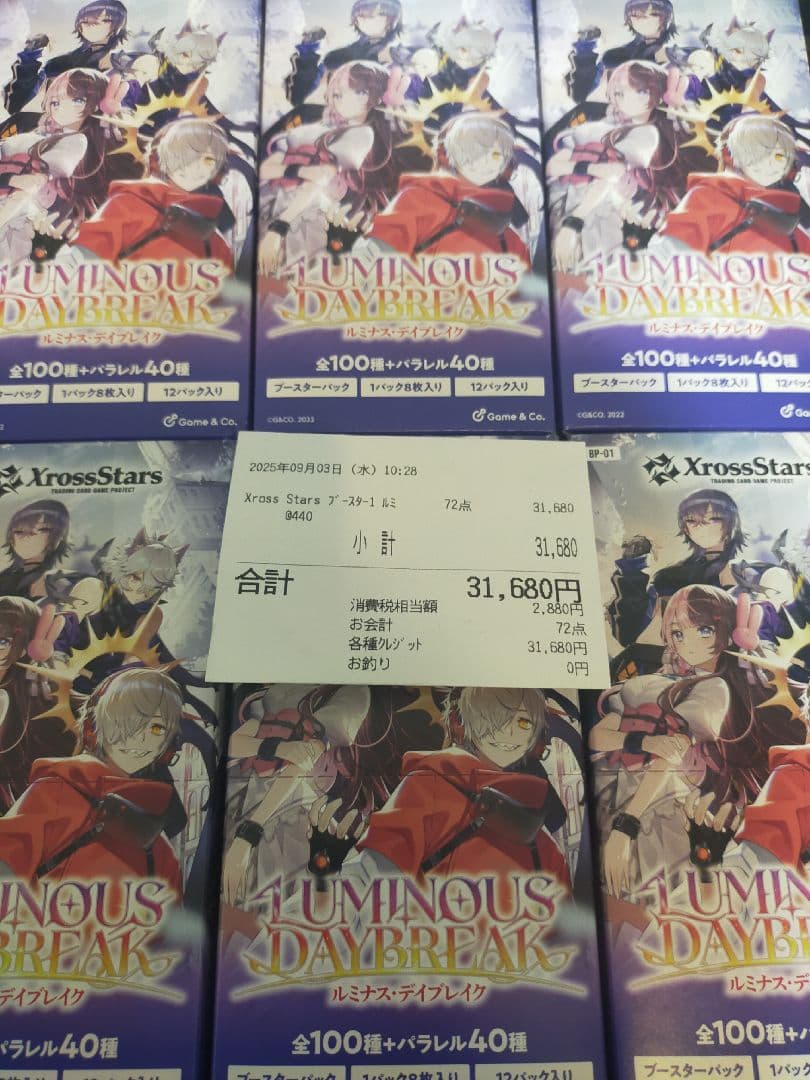 LUMINOUS
DAYBREAK
ルミナス・デイブレイク
全100種+パラレル40種
ブースターパック
1パック8枚入り
12パック入り
Game & Co.
LUMINOUS
DAYBREAK
ルミナス・デイブレイク
全100種+パラレル40種
ブースターパック
1パック8枚入り
12パック入り
©G&CO. 2022
Game & Co.
LUMINOUS
DAYBREAK
ルミナス・デイブレイク
全100種+パラレル40種
ブースターパック
1パック8枚入り
©G&CO. 2022
XrossStars
TRADING CARD GAME PROJECT
2025年09月03日(水) 10:28
Xross Stars ブースター1 ルミ 72点 31,680
@440
小計 31,680
合計 31,680円
消費税相当額 2,880円
お会計 72点
各種クレジット 31,680円
お釣り 0円
BP-01
XrossStars
TRADING CARD GAME PROJECT
LUMINOUS
DAYBREAK
デイブレイク
パラレル40種
LUMINOUS
DAYBREAK
ルミナス・デイブレイク
全100種+パラレル40種
ブースターパック
1パック8枚入り
12パック入り
LUMINOUS
DAYBREAK
ルミナス・デ
全100種+パラレル40種
ブースターパック